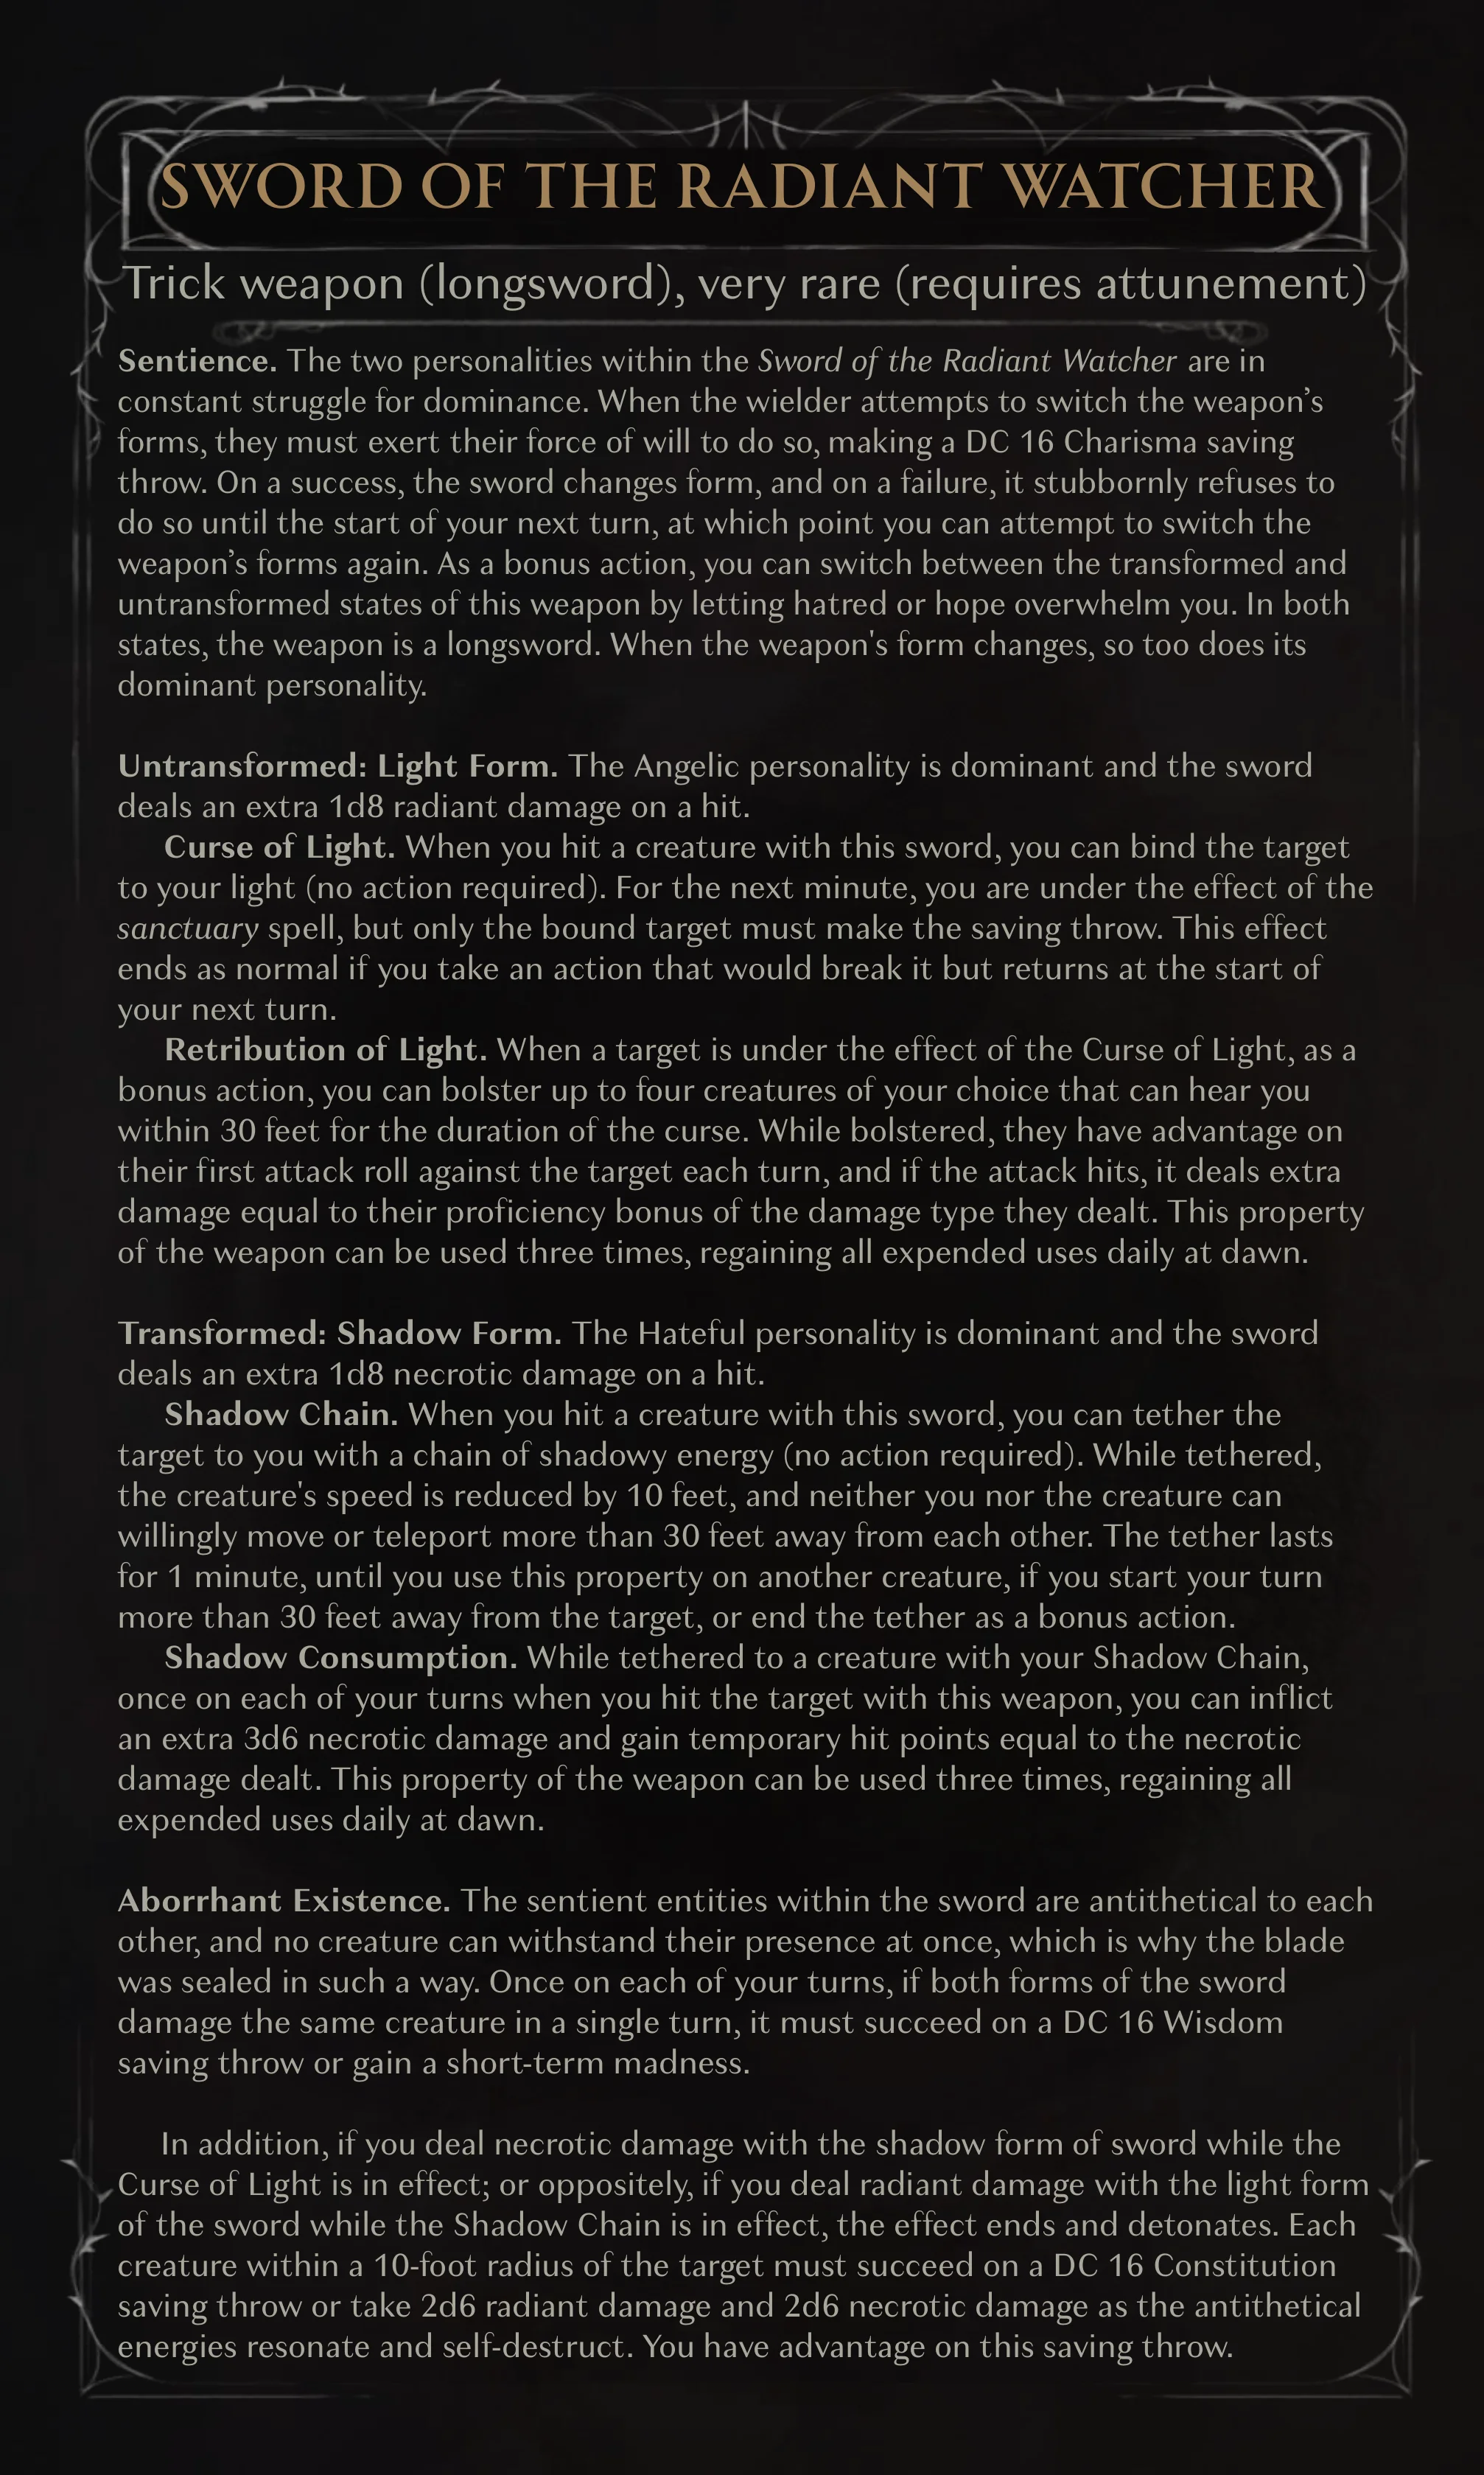 SWORD OF THE RADIANT WATCHER
Trick weapon (longsword), very rare (requires attunement)
Sentience. The two personalities within the Sword of the Radiant Watcher are in
constant struggle for dominance. When the wielder attempts to switch the weapon’s
forms, they must exert their force of will to do so, making a DC 16 Charisma saving
throw. On a success, the sword changes form, and on a failure, it stubbornly refuses to
do so until the start of your next turn, at which point you can attempt to switch the
weapon’s forms again. As a bonus action, you can switch between the transformed and
untransformed states of this weapon by letting hatred or hope overwhelm you. In both
states, the weapon is a longsword. When the weapon's form changes, so too does its
dominant personality.
Untransformed: Light Form. The Angelic personality is dominant and the sword
deals an extra 1d8 radiant damage on a hit.
Curse of Light. When you hit a creature with this sword, you can bind the target
to your light (no action required). For the next minute, you are under the effect of the
sanctuary spell, but only the bound target must make the saving throw. This effect
ends as normal if you take an action that would break it but returns at the start of
your next turn.
Retribution of Light. When a target is under the effect of the Curse of Light, as a
bonus action, you can bolster up to four creatures of your choice that can hear you
within 30 feet for the duration of the curse. While bolstered, they have advantage on
their first attack roll against the target each turn, and if the attack hits, it deals extra
damage equal to their proficiency bonus of the damage type they dealt. This property
of the weapon can be used three times, regaining all expended uses daily at dawn.
Transformed: Shadow Form. The Hateful personality is dominant and the sword
deals an extra 1d8 necrotic damage on a hit.
Shadow Chain. When you hit a creature with this sword, you can tether the
target to you with a chain of shadowy energy (no action required). While tethered,
the creature's speed is reduced by 10 feet, and neither you nor the creature can
willingly move or teleport more than 30 feet away from each other. The tether lasts
for 1 minute, until you use this property on another creature, if you start your turn
more than 30 feet away from the target, or end the tether as a bonus action.
Shadow Consumption. While tethered to a creature with your Shadow Chain,
once on each of your turns when you hit the target with this weapon, you can inflict
an extra 3d6 necrotic damage and gain temporary hit points equal to the necrotic
damage dealt. This property of the weapon can be used three times, regaining all
expended uses daily at dawn.
Aborrhant Existence. The sentient entities within the sword are antithetical to each
other, and no creature can withstand their presence at once, which is why the blade
was sealed in such a way. Once on each of your turns, if both forms of the sword
damage the same creature in a single turn, it must succeed on a DC 16 Wisdom
saving throw or gain a short-term madness.
In addition, if you deal necrotic damage with the shadow form of sword while the
Curse of Light is in effect; or oppositely, if you deal radiant damage with the light form
of the sword while the Shadow Chain is in effect, the effect ends and detonates. Each
creature within a 10-foot radius of the target must succeed on a DC 16 Constitution
saving throw or take 2d6 radiant damage and 2d6 necrotic damage as the antithetical
energies resonate and self-destruct. You have advantage on this saving throw.